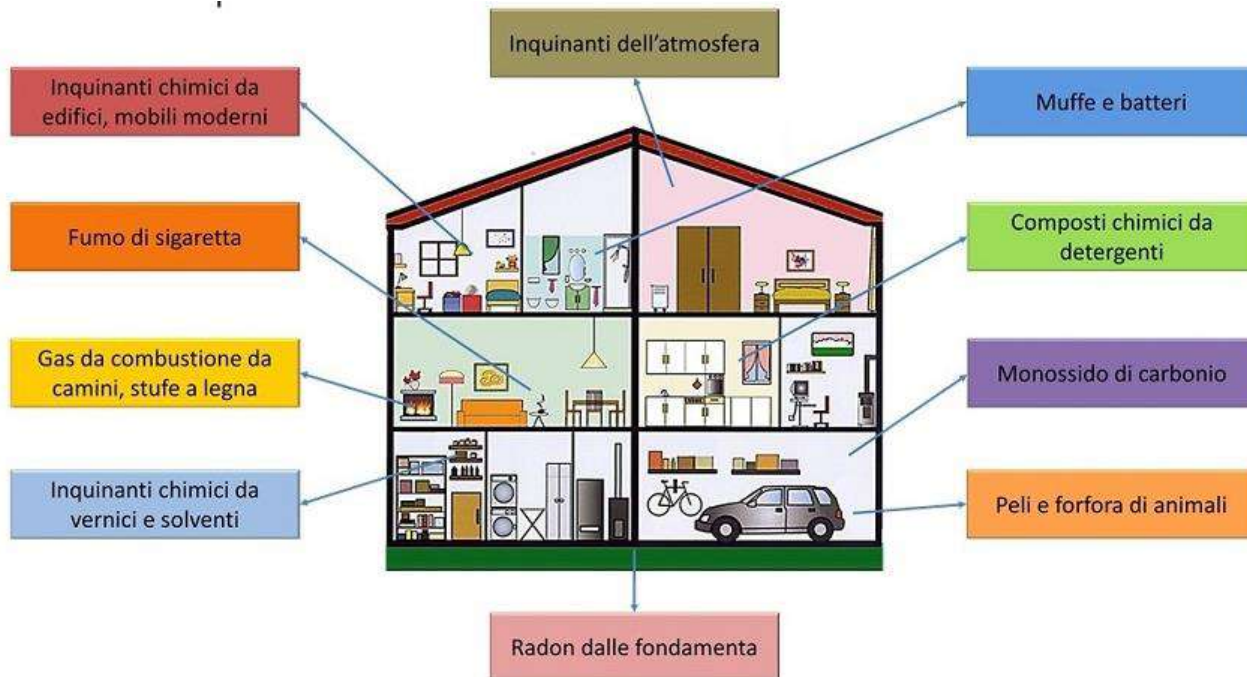 Inquinanti dell’atmosfera
Inquinanti chimici da
edifici, mobili moderni
Muffe e batteri
Fumo di sigaretta
Composti chimici da
detergenti
Gas da combustione da
camini, stufe a legna
Monossido di carbonio
Inquinanti chimici da
vernici e solventi
Peli e forfora di animali
Radon dalle fondamenta